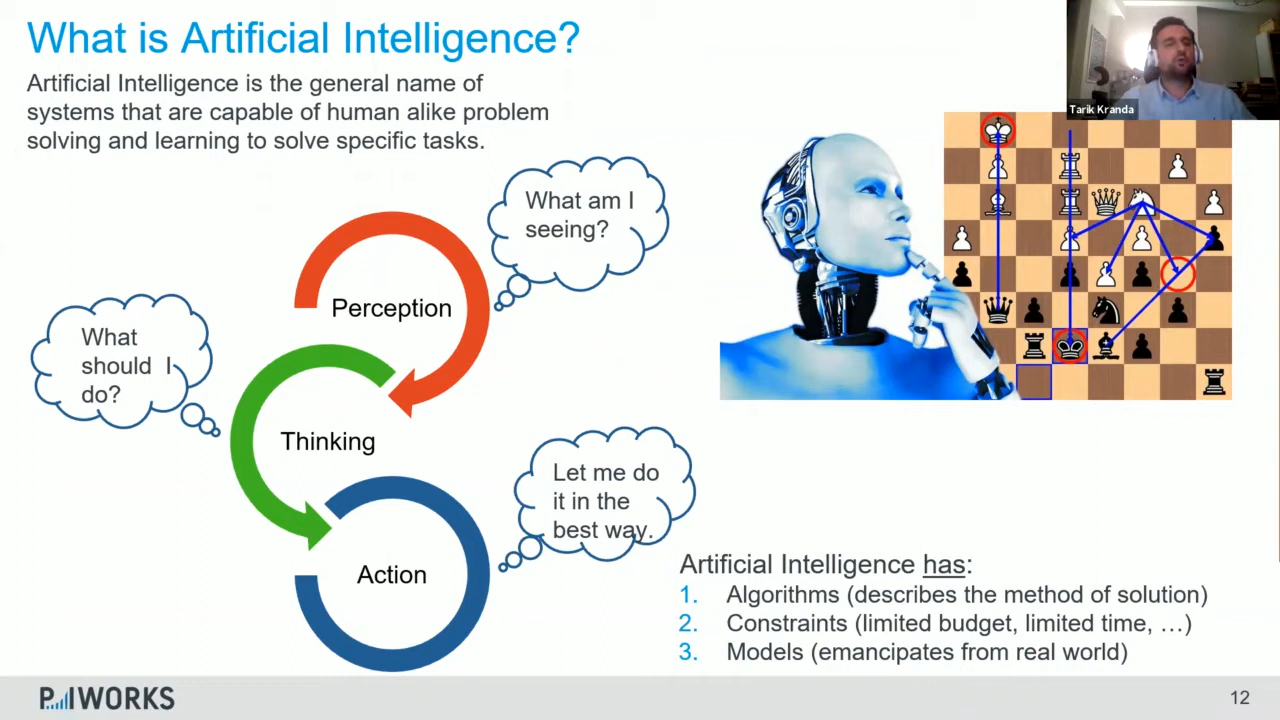 What is Artificial Intelligence?
Artificial Intelligence is the general name of
systems that are capable of human alike problem
solving and learning to solve specific tasks.
Tarik Kranda
What am I
seeing?
Perception
What
should I
do?
Thinking
Let me do
it in the
best way.
Action
Artificial Intelligence has:
1. Algorithms (describes the method of solution)
2. Constraints (limited budget, limited time, …)
3. Models (emancipates from real world)
P.I WORKS
12